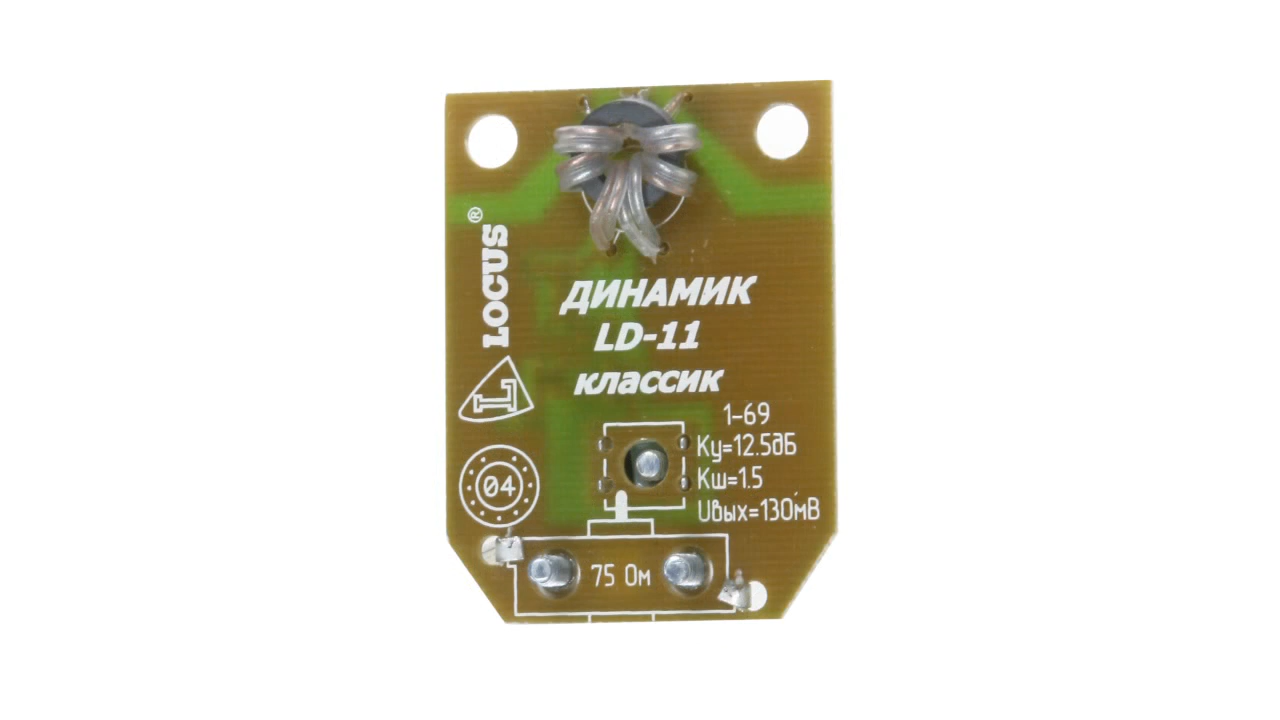 LOCUS®
ДИНАМИК
LD-11
классик
1-69
Ку=12.5дБ
Кш=1.5
Uвых=130мВ
04
75 Ом